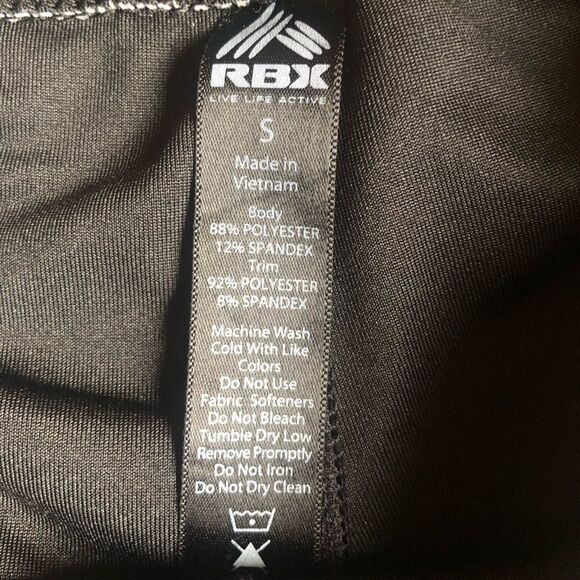 RBX
LIVE LIFE ACTIVE
S
Made in
Vietnam
Body
88% POLYESTER
12% SPANDEX
Trim
92% POLYESTER
8% SPANDEX
Machine Wash
Cold With Like
Colors
Do Not Use
Fabric Softeners
Do Not Bleach
Tumble Dry Low
Remove Promptly
Do Not Iron
Do Not Dry Clean